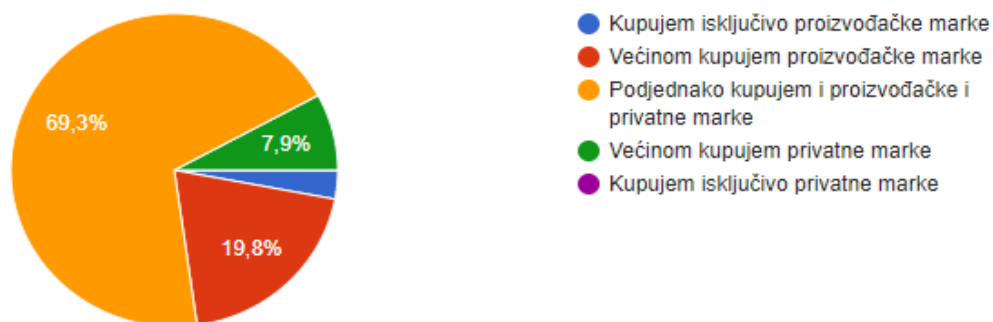 69,3%
7,9%
19,8%
Kupujem isključivo proizvođačke marke
Većinom kupujem proizvođačke marke
Podjednako kupujem i proizvođačke i
privatne marke
Većinom kupujem privatne marke
Kupujem isključivo privatne marke